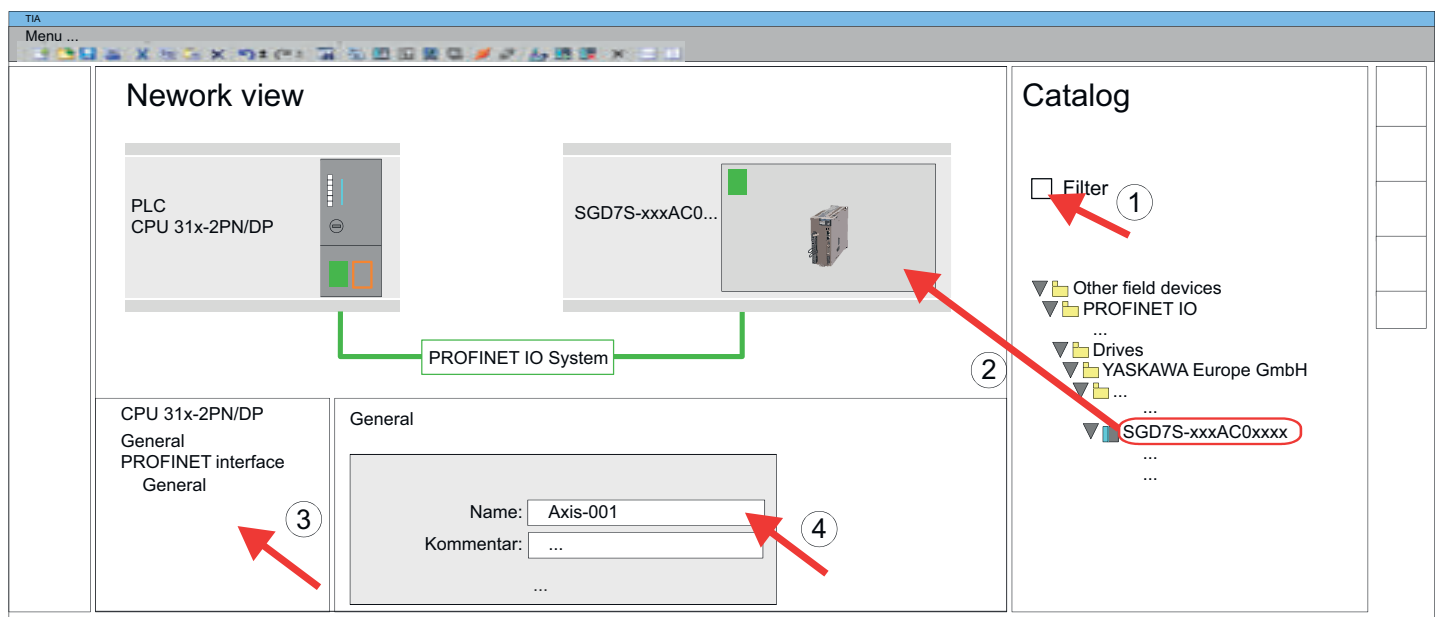 TIA
Menu ...
Nework view
PLC
CPU 31x-2PN/DP
SGD7S-xxxAC0...
PROFINET IO System
2
CPU 31x-2PN/DP
General
PROFINET interface
General
3
General
Name: Axis-001
Kommentar: ...
...
4
Catalog
Filter
1
Other field devices
PROFINET IO
...
Drives
YASKAWA Europe GmbH
...
...
SGD7S-xxxAC0xxxx
...
...